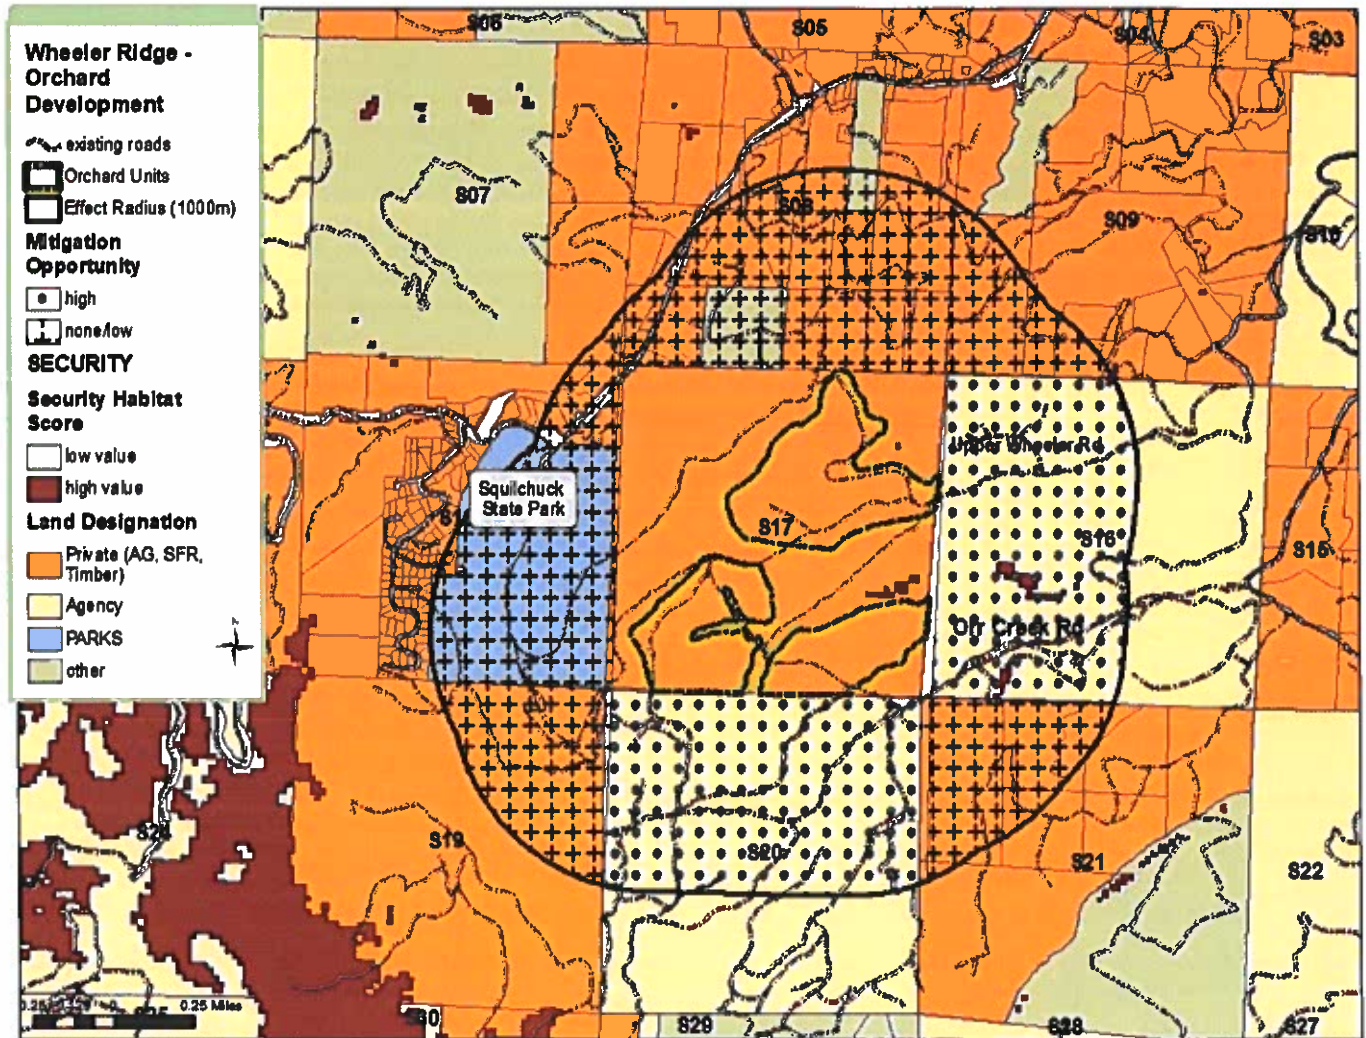 Wheeler Ridge -
Orchard
Development
existing roads
Orchard Units
Effect Radius (1000m)
Mitigation
Opportunity
high
none/low
SECURITY
Security Habitat
Score
low value
high value
Land Designation
Private (AG, SFR,
Timber)
Agency
PARKS
other
S06
S05
S04
S03
S07
S08
S09
S10
Upper Wheeler Rd
Squilchuck
State Park
S17
S16
S15
Orr Creek Rd
S24
S19
S20
S21
S22
0.25 Miles
S29
S28
S27